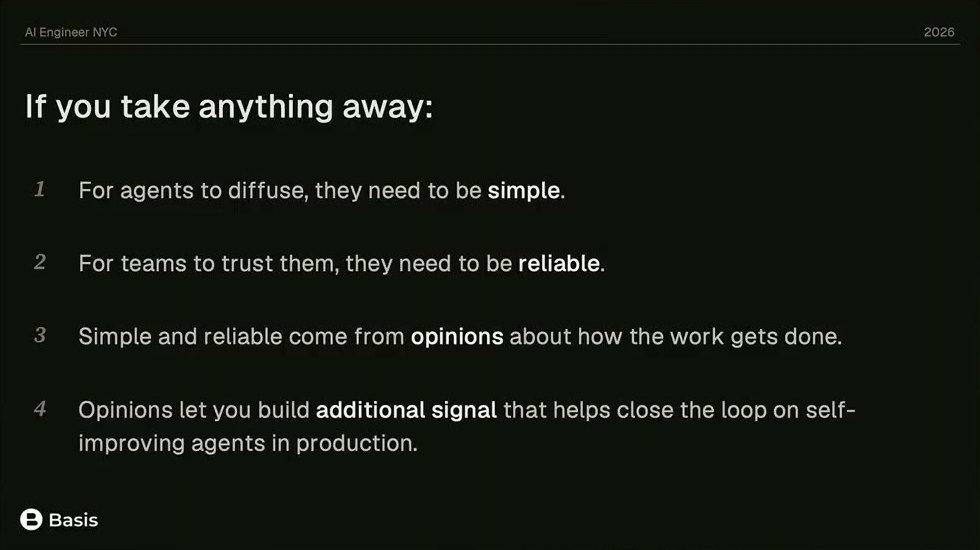 AI Engineer NYC
2026
If you take anything away:
1 For agents to diffuse, they need to be simple.
2 For teams to trust them, they need to be reliable.
3 Simple and reliable come from opinions about how the work gets done.
4 Opinions let you build additional signal that helps close the loop on self-
improving agents in production.
Basis